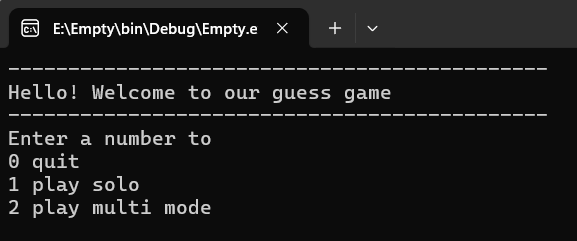 E:\Empty\bin\Debug\Empty.e
---------------------------------------------
Hello! Welcome to our guess game
---------------------------------------------
Enter a number to
0 quit
1 play solo
2 play multi mode